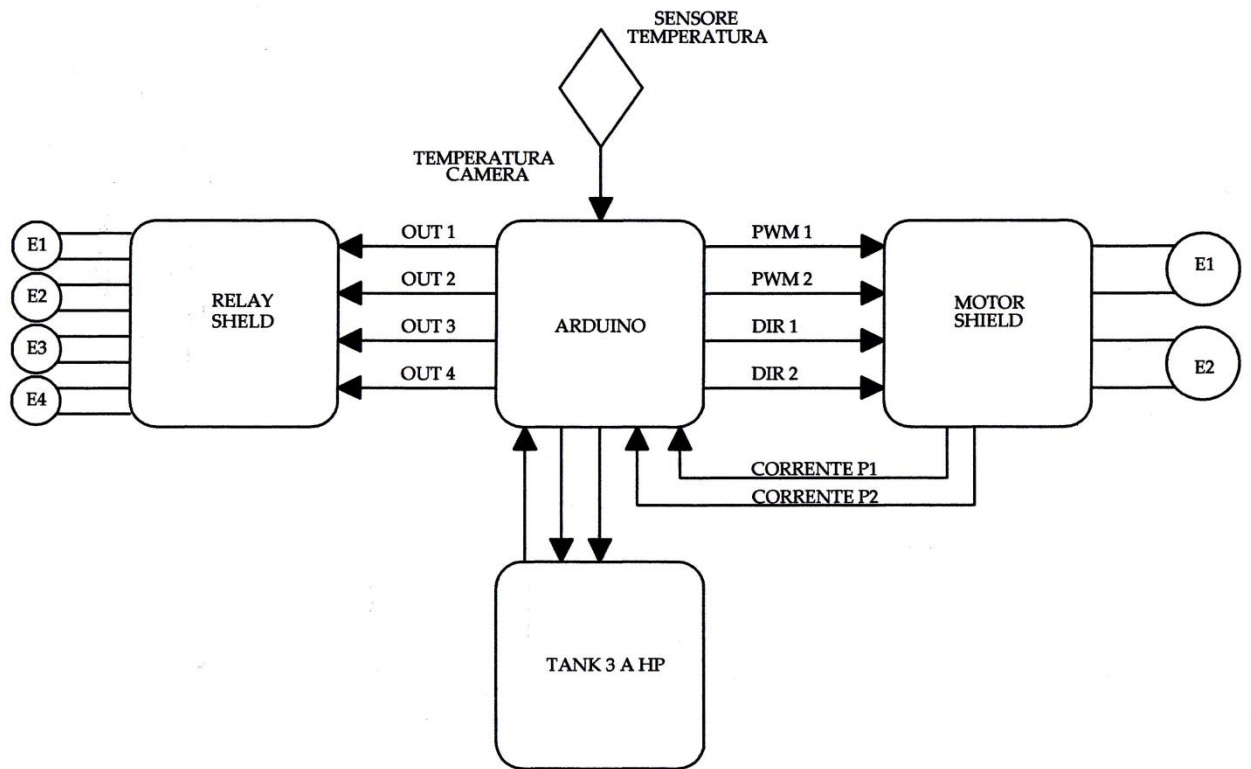 SENSORE
TEMPERATURA
TEMPERATURA
CAMERA
E1
E2
E3
E4
RELAY
SHELD
OUT 1
OUT 2
OUT 3
OUT 4
ARDUINO
PWM 1
PWM 2
DIR 1
DIR 2
MOTOR
SHIELD
E1
E2
CORRENTE P1
CORRENTE P2
TANK 3 A HP